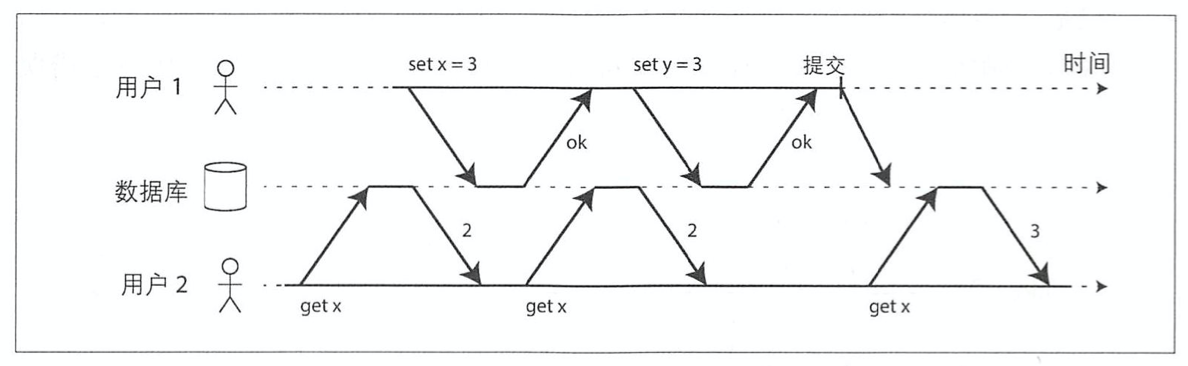 set x = 3
set y = 3
提交
时间
用户 1
ok
ok
数据库
2
2
3
用户 2
get x
get x
get x